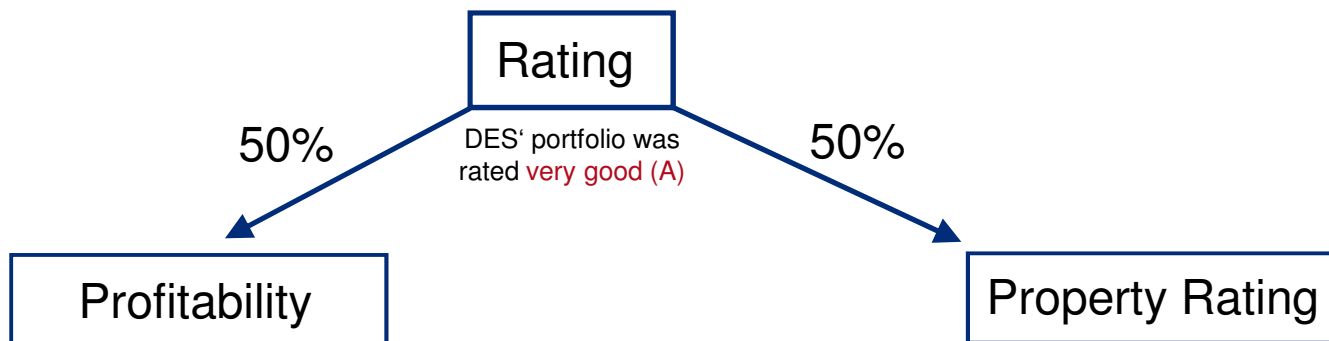 Rating
50%
DES‘ portfolio was
rated very good (A)
50%
Profitability
Property Rating